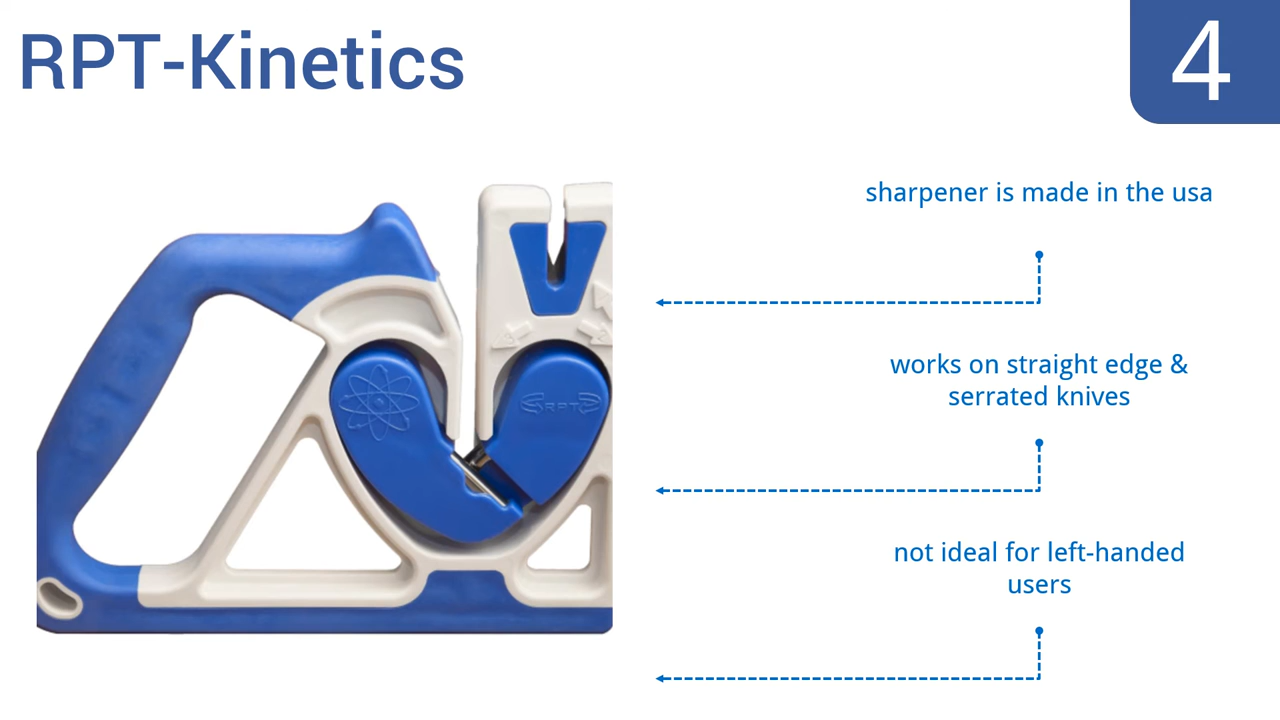 RPT-Kinetics
4
sharpener is made in the usa
works on straight edge &
serrated knives
not ideal for left-handed
users
RPT